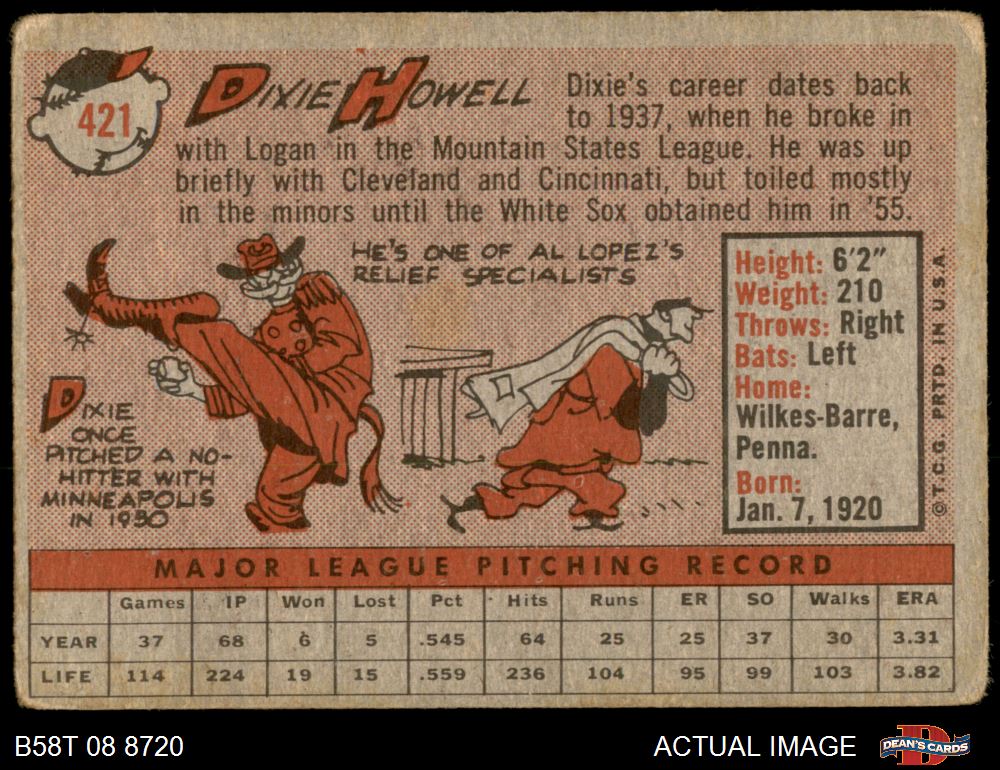 421
DIXIE HOWELL
Dixie's career dates back
to 1937, when he broke in
with Logan in the Mountain States League. He was up
briefly with Cleveland and Cincinnati, but toiled mostly
in the minors until the White Sox obtained him in '55.
HE'S ONE OF AL LOPEZ'S
RELIEF SPECIALISTS
DIXIE
ONCE
PITCHED A NO-
HITTER WITH
MINNEAPOLIS
IN 1950
Height: 6'2"
Weight: 210
Throws: Right
Bats: Left
Home:
Wilkes-Barre,
Penna.
Born:
Jan. 7, 1920
© T.C.G. PRTD. IN U.S.A.
MAJOR LEAGUE PITCHING RECORD
Games IP Won Lost Pct Hits Runs ER SO Walks ERA
YEAR 37 68 6 5 .545 64 25 25 37 30 3.31
LIFE 114 224 19 15 .559 236 104 95 99 103 3.82
B58T 08 8720
ACTUAL IMAGE
DEAN'S CARDS